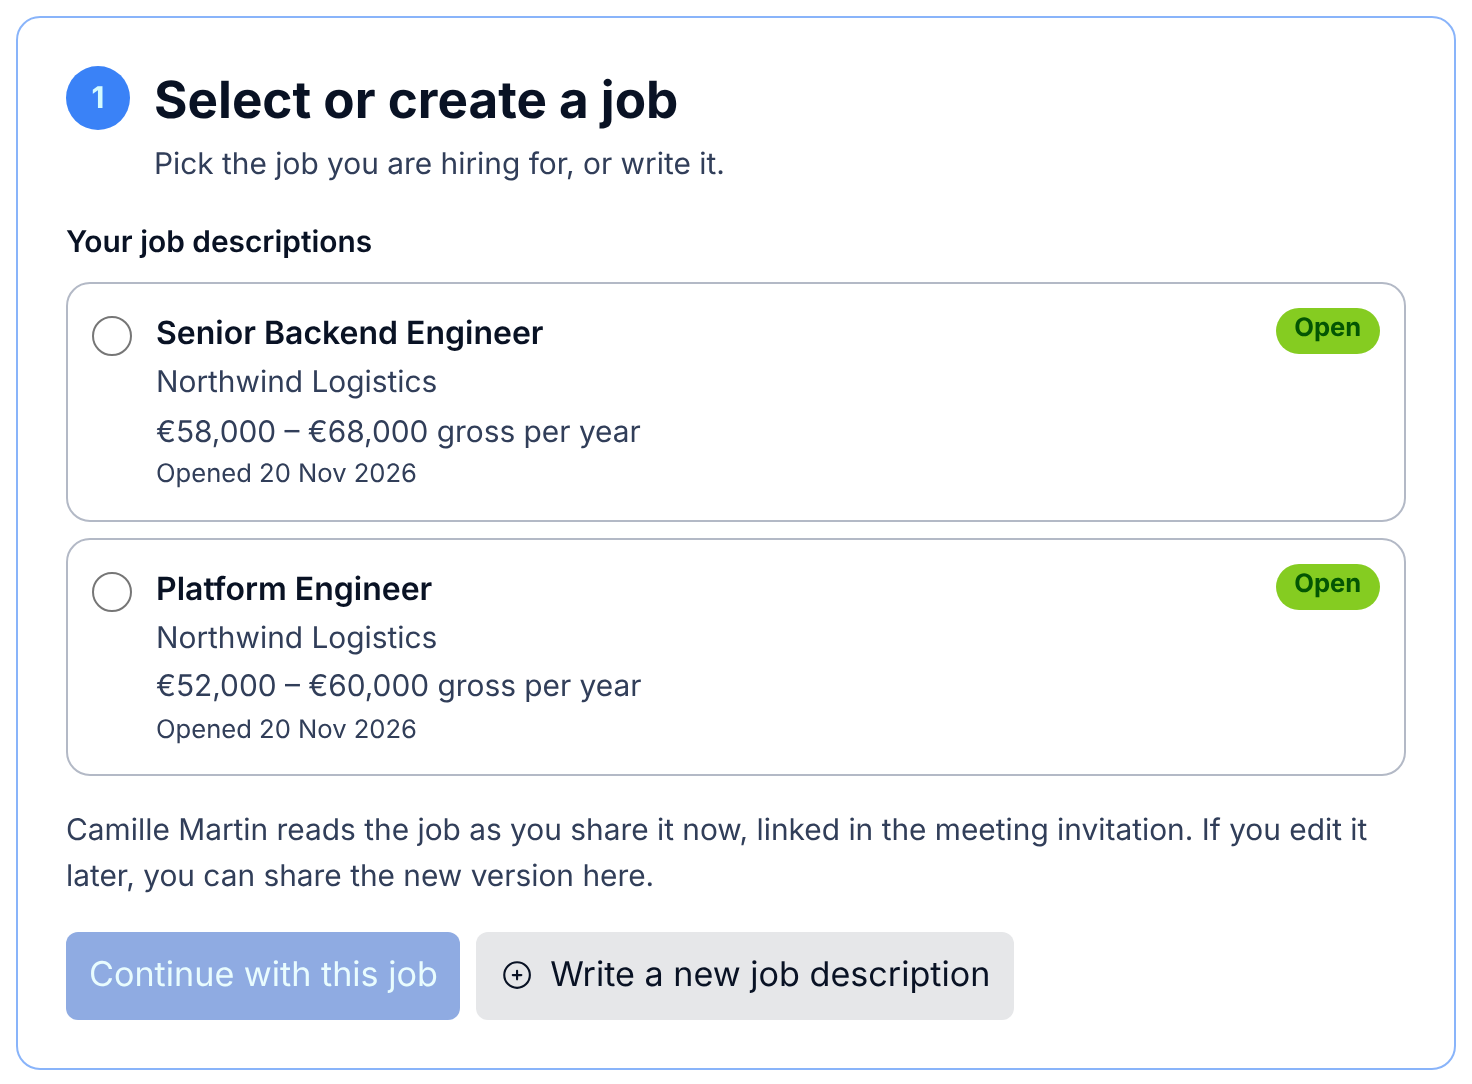 1
Select or create a job
Pick the job you are hiring for, or write it.
Your job descriptions
Senior Backend Engineer
Open
Northwind Logistics
€58,000 – €68,000 gross per year
Opened 20 Nov 2026
Platform Engineer
Open
Northwind Logistics
€52,000 – €60,000 gross per year
Opened 20 Nov 2026
Camille Martin reads the job as you share it now, linked in the meeting invitation. If you edit it
later, you can share the new version here.
Continue with this job
Write a new job description